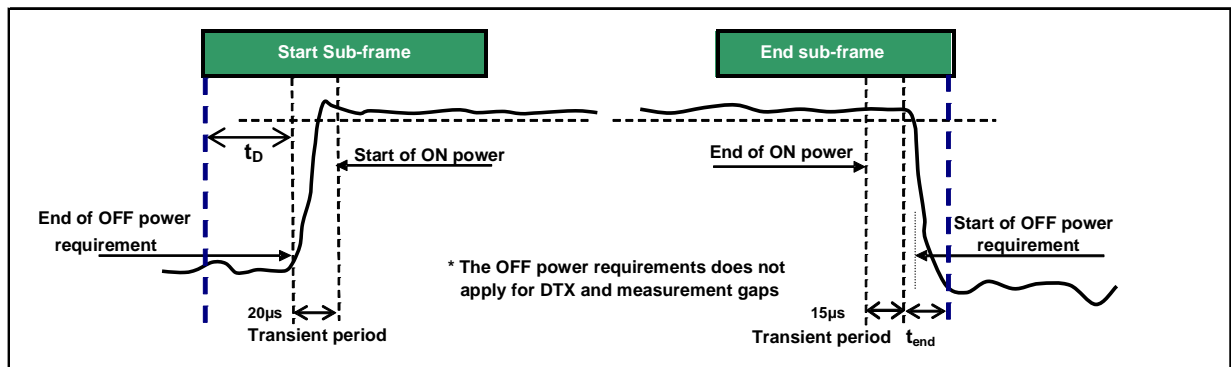 Start Sub-frame
End sub-frame
tD
Start of ON power
End of ON power
End of OFF power
requirement
Start of OFF power
requirement
* The OFF power requirements does not
apply for DTX and measurement gaps
20µs
Transient period
15µs
Transient period
tend